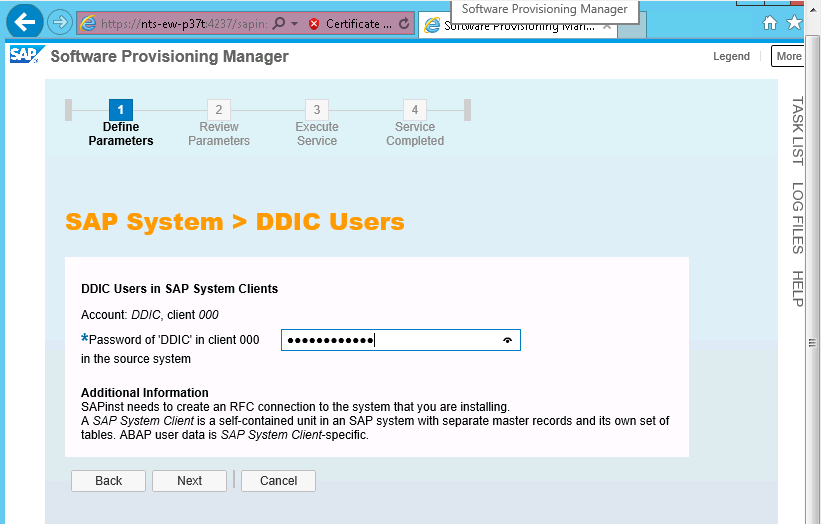 Software Provisioning Manager
https://nts-ew-p37t:4237/sapin:
Certificate ...
Software Provisioning Man...
SAP Software Provisioning Manager
Legend
More
1 2 3 4
Define Parameters
Review Parameters
Execute Service
Service Completed
TASK LIST
LOG FILES
HELP
SAP System > DDIC Users
DDIC Users in SAP System Clients
Account: DDIC, client 000
*Password of 'DDIC' in client 000
in the source system
●●●●●●●●●●●●
Additional Information
SAPinst needs to create an RFC connection to the system that you are installing.
A SAP System Client is a self-contained unit in an SAP system with separate master records and its own set of
tables. ABAP user data is SAP System Client-specific.
Back
Next
Cancel